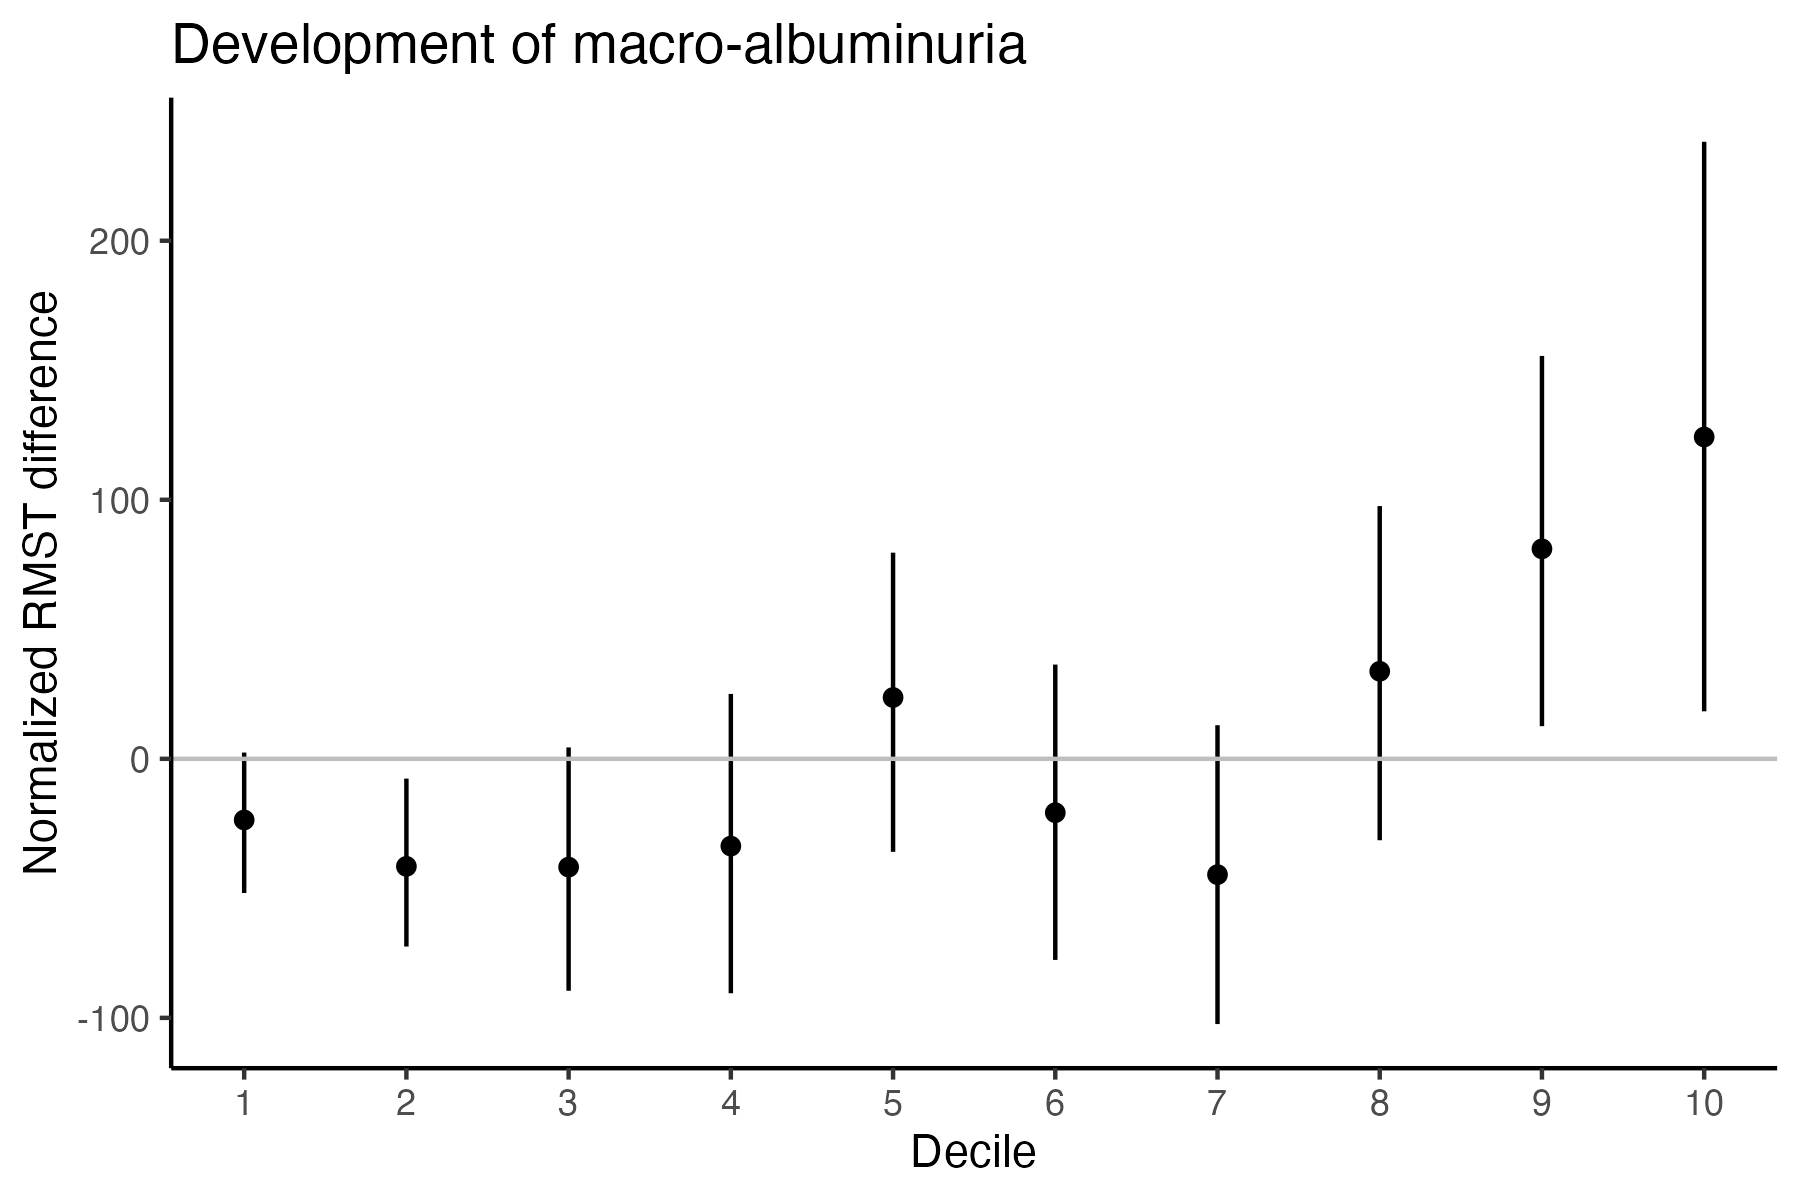 Development of macro-albuminuria
Normalized RMST difference
200
100
0
-100
1 2 3 4 5 6 7 8 9 10
Decile